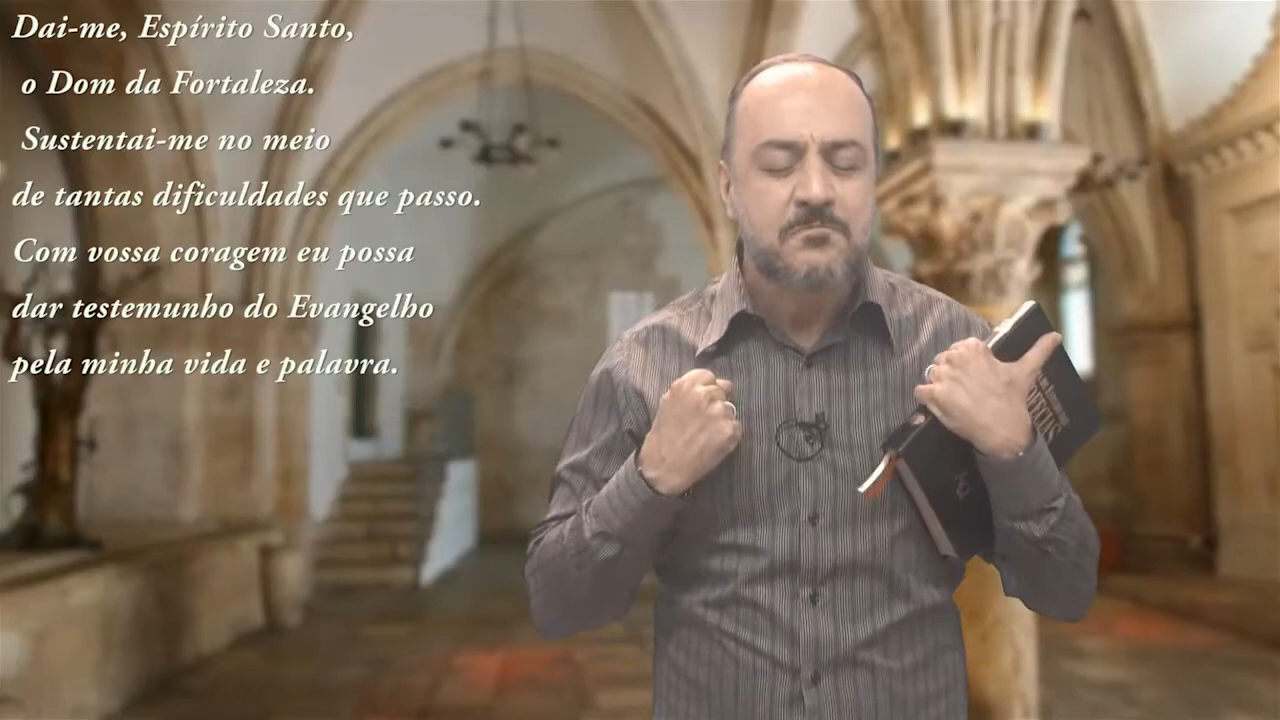 Dai-me, Espírito Santo,
o Dom da Fortaleza.
Sustentai-me no meio
de tantas dificuldades que passo.
Com vossa coragem eu possa
dar testemunho do Evangelho
pela minha vida e palavra.